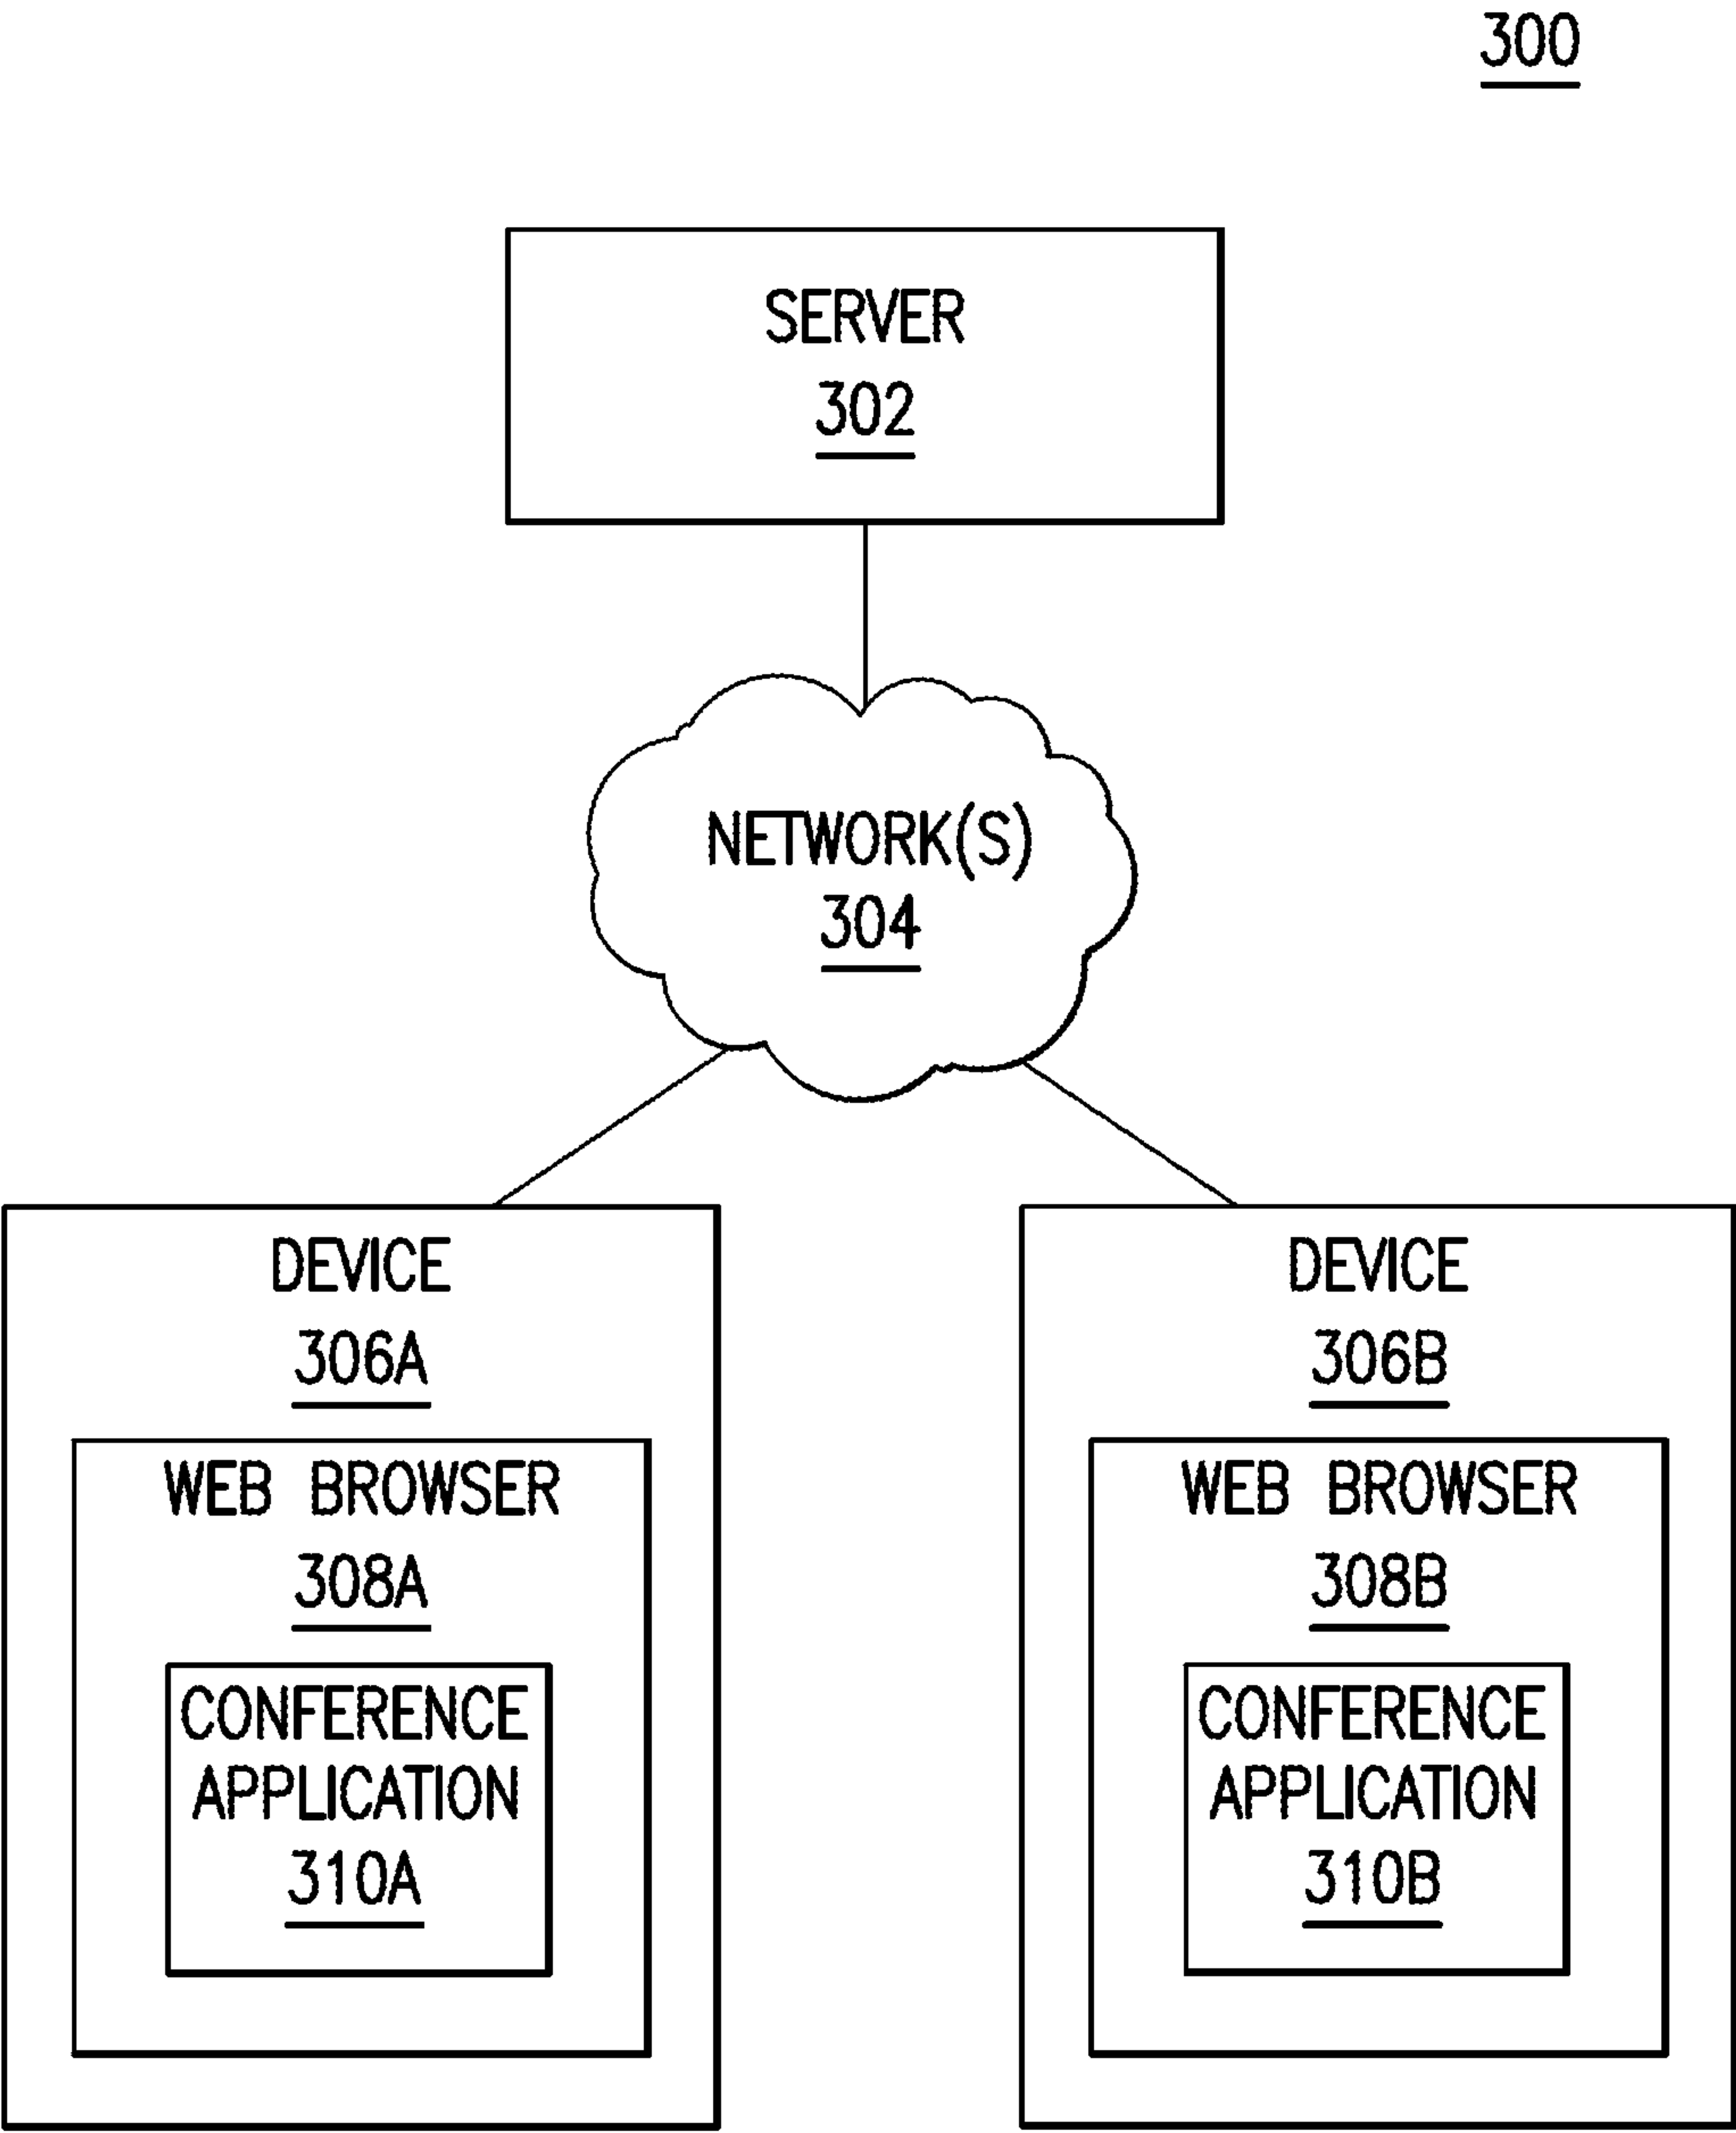 300
SERVER
302
NETWORK(S)
304
DEVICE
306A
WEB BROWSER
308A
CONFERENCE
APPLICATION
310A
DEVICE
306B
WEB BROWSER
308B
CONFERENCE
APPLICATION
310B